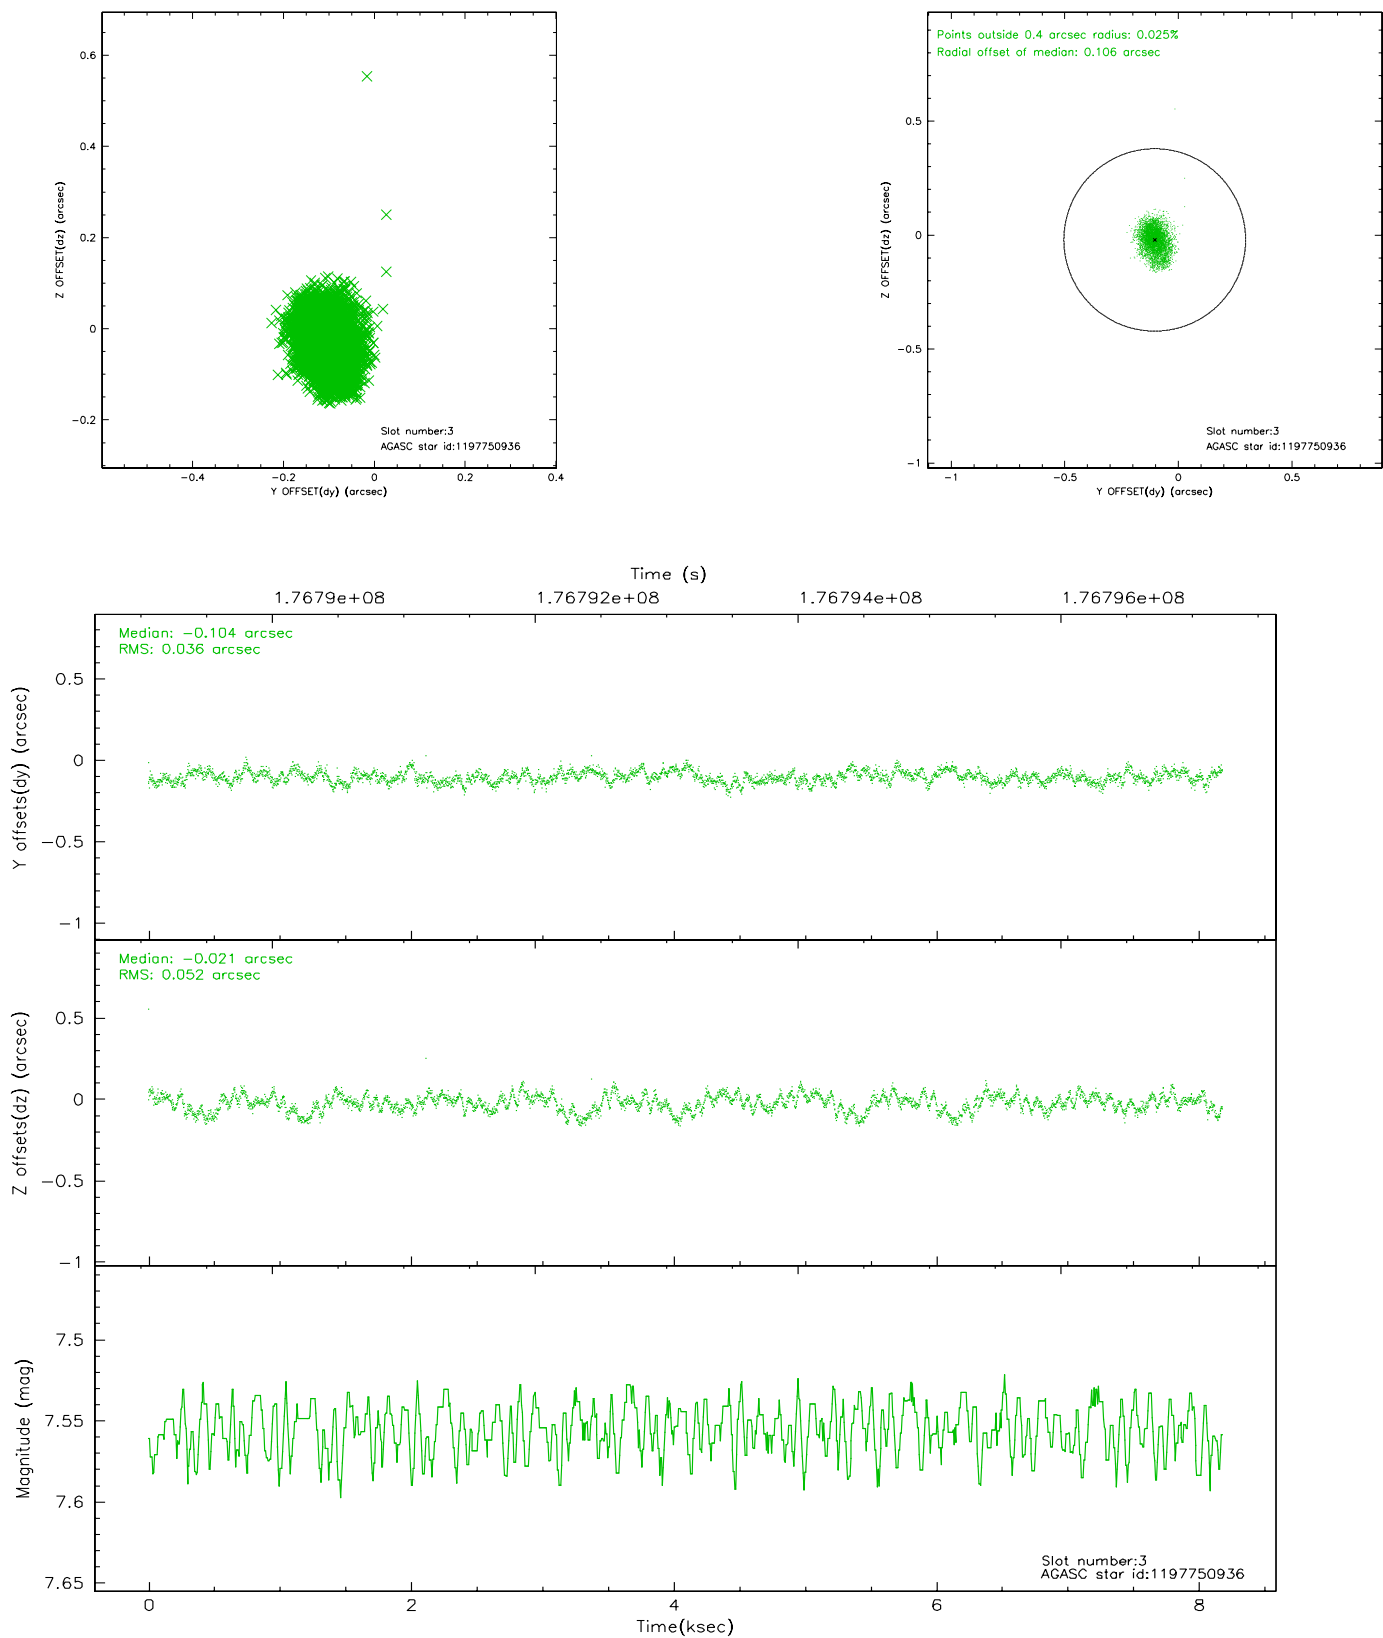 0.6
0.4
0.2
0
−0.2
Z OFFSET(dz) (arcsec)
Slot number:3
AGASC star id:1197750936
−0.4 −0.2 0 0.2 0.4
Y OFFSET(dy) (arcsec)
Points outside 0.4 arcsec radius: 0.025%
Radial offset of median: 0.106 arcsec
0.5
0
−0.5
−1
Z OFFSET(dz) (arcsec)
Slot number:3
AGASC star id:1197750936
−1 −0.5 0 0.5
Y OFFSET(dy) (arcsec)
Time (s)
1.7679e+08 1.76792e+08 1.76794e+08 1.76796e+08
Median: −0.104 arcsec
RMS: 0.036 arcsec
0.5
0
−0.5
−1
Y offsets(dy) (arcsec)
Median: −0.021 arcsec
RMS: 0.052 arcsec
0.5
0
−0.5
−1
Z offsets(dz) (arcsec)
7.5
7.55
7.6
7.65
Magnitude (mag)
Slot number:3
AGASC star id:1197750936
0 2 4 6 8
Time(ksec)